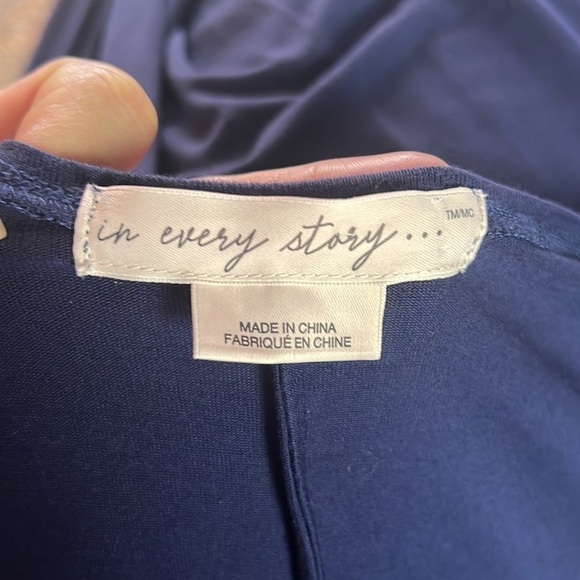 in every story... TM/MC
MADE IN CHINA
FABRIQUÉ EN CHINE